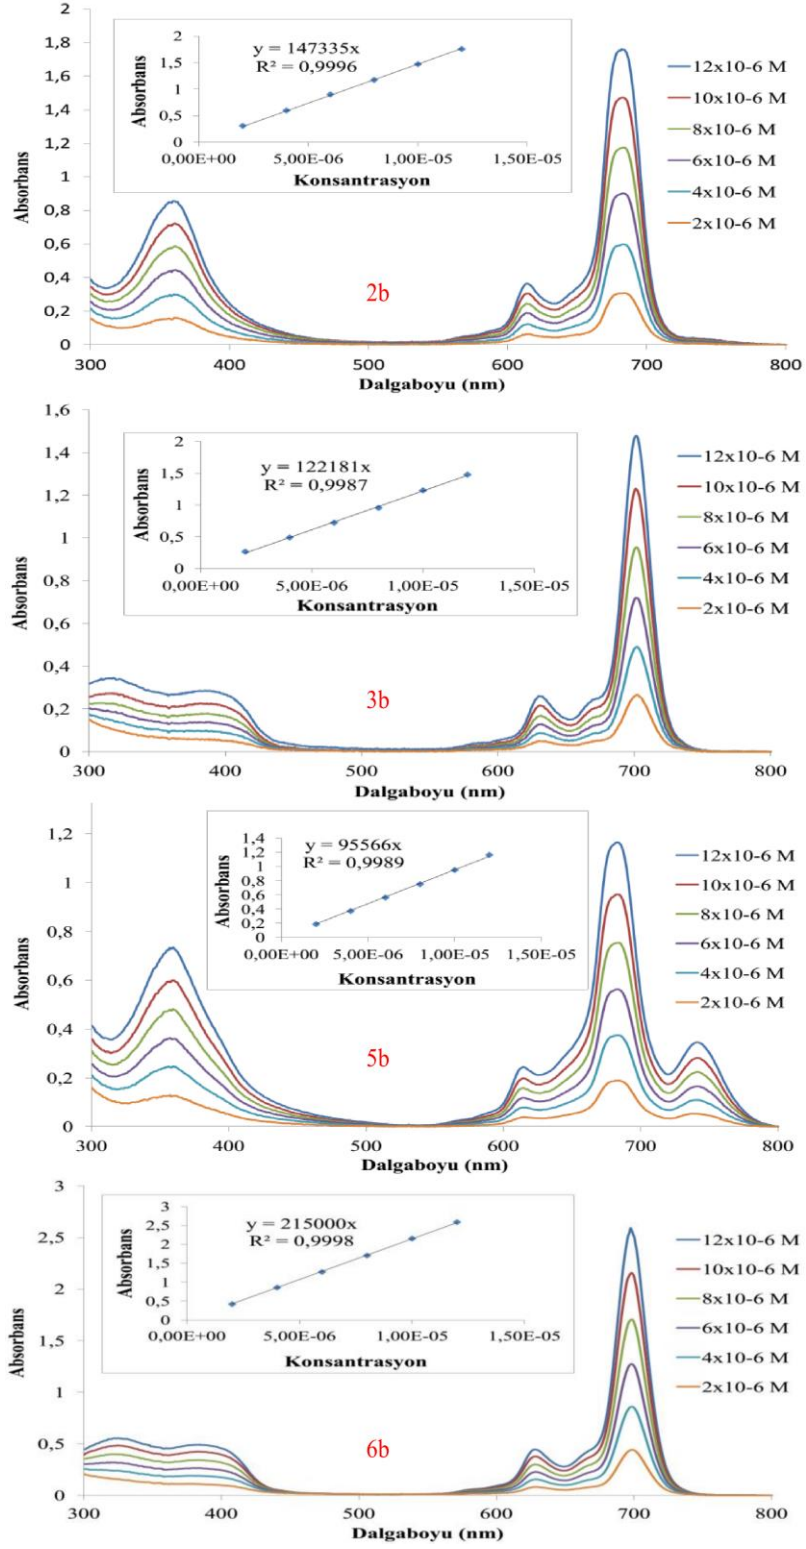 2
1,8
1,6
1,4
1,2
1
0,8
0,6
0,4
0,2
0
Absorbans
2
1,5
1
0,5
0
Absorbans
y = 147335x
R² = 0,9996
0,00E+00 5,00E-06 1,00E-05 1,50E-05
Konsantrasyon
12x10-6 M
10x10-6 M
8x10-6 M
6x10-6 M
4x10-6 M
2x10-6 M
2b
300 400 500 600 700 800
Dalgaboyu (nm)
1,6
1,4
1,2
1
0,8
0,6
0,4
0,2
0
Absorbans
2
1,5
1
0,5
0
Absorbans
y = 122181x
R² = 0,9987
0,00E+00 5,00E-06 1,00E-05 1,50E-05
Konsantrasyon
12x10-6 M
10x10-6 M
8x10-6 M
6x10-6 M
4x10-6 M
2x10-6 M
3b
300 400 500 600 700 800
Dalgaboyu (nm)
1,2
1
0,8
0,6
0,4
0,2
0
Absorbans
1,4
1,2
1
0,8
0,6
0,4
0,2
0
Absorbans
y = 95566x
R² = 0,9989
0,00E+00 5,00E-06 1,00E-05 1,50E-05
Konsantrasyon
12x10-6 M
10x10-6 M
8x10-6 M
6x10-6 M
4x10-6 M
2x10-6 M
5b
300 400 500 600 700 800
Dalgaboyu (nm)
3
2,5
2
1,5
1
0,5
0
Absorbans
3
2,5
2
1,5
1
0,5
0
Absorbans
y = 215000x
R² = 0,9998
0,00E+00 5,00E-06 1,00E-05 1,50E-05
Konsantrasyon
12x10-6 M
10x10-6 M
8x10-6 M
6x10-6 M
4x10-6 M
2x10-6 M
6b
300 400 500 600 700 800
Dalgaboyu (nm)